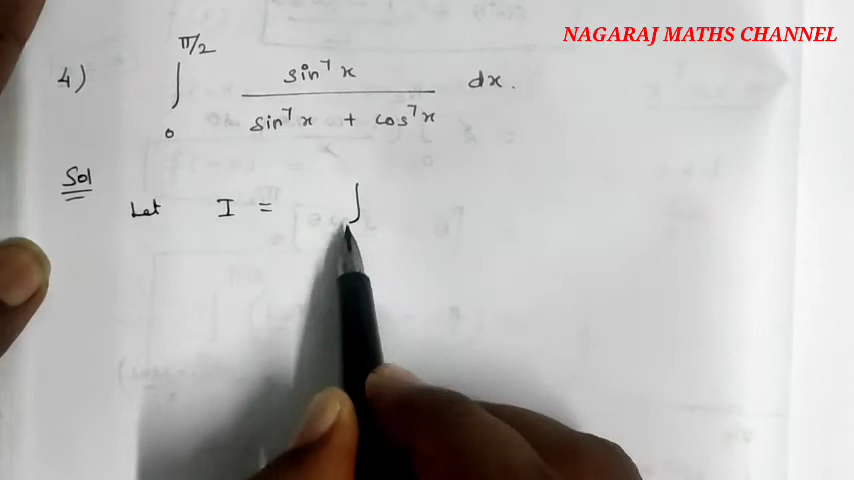 NAGARAJ MATHS CHANNEL
4) ∫₀^π/2 sin⁷x / (sin⁷x + cos⁷x) dx.
Sol
Let I = ∫